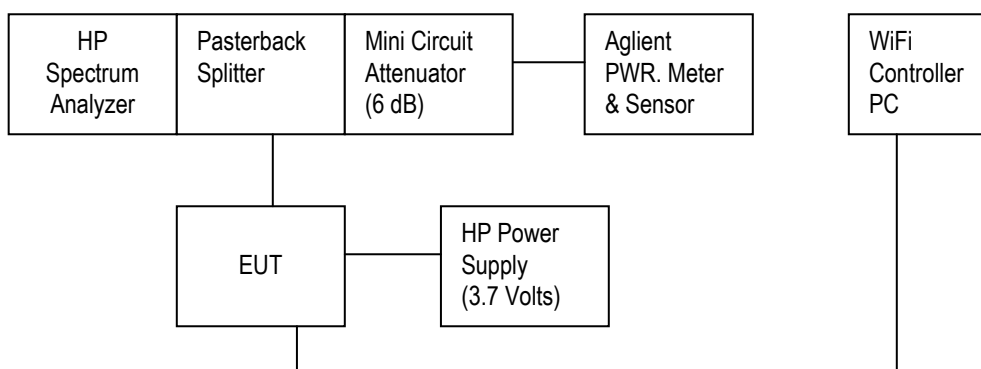 HP
Spectrum
Analyzer
Pasterback
Splitter
Mini Circuit
Attenuator
(6 dB)
Aglient
PWR. Meter
& Sensor
WiFi
Controller
PC
EUT
HP Power
Supply
(3.7 Volts)